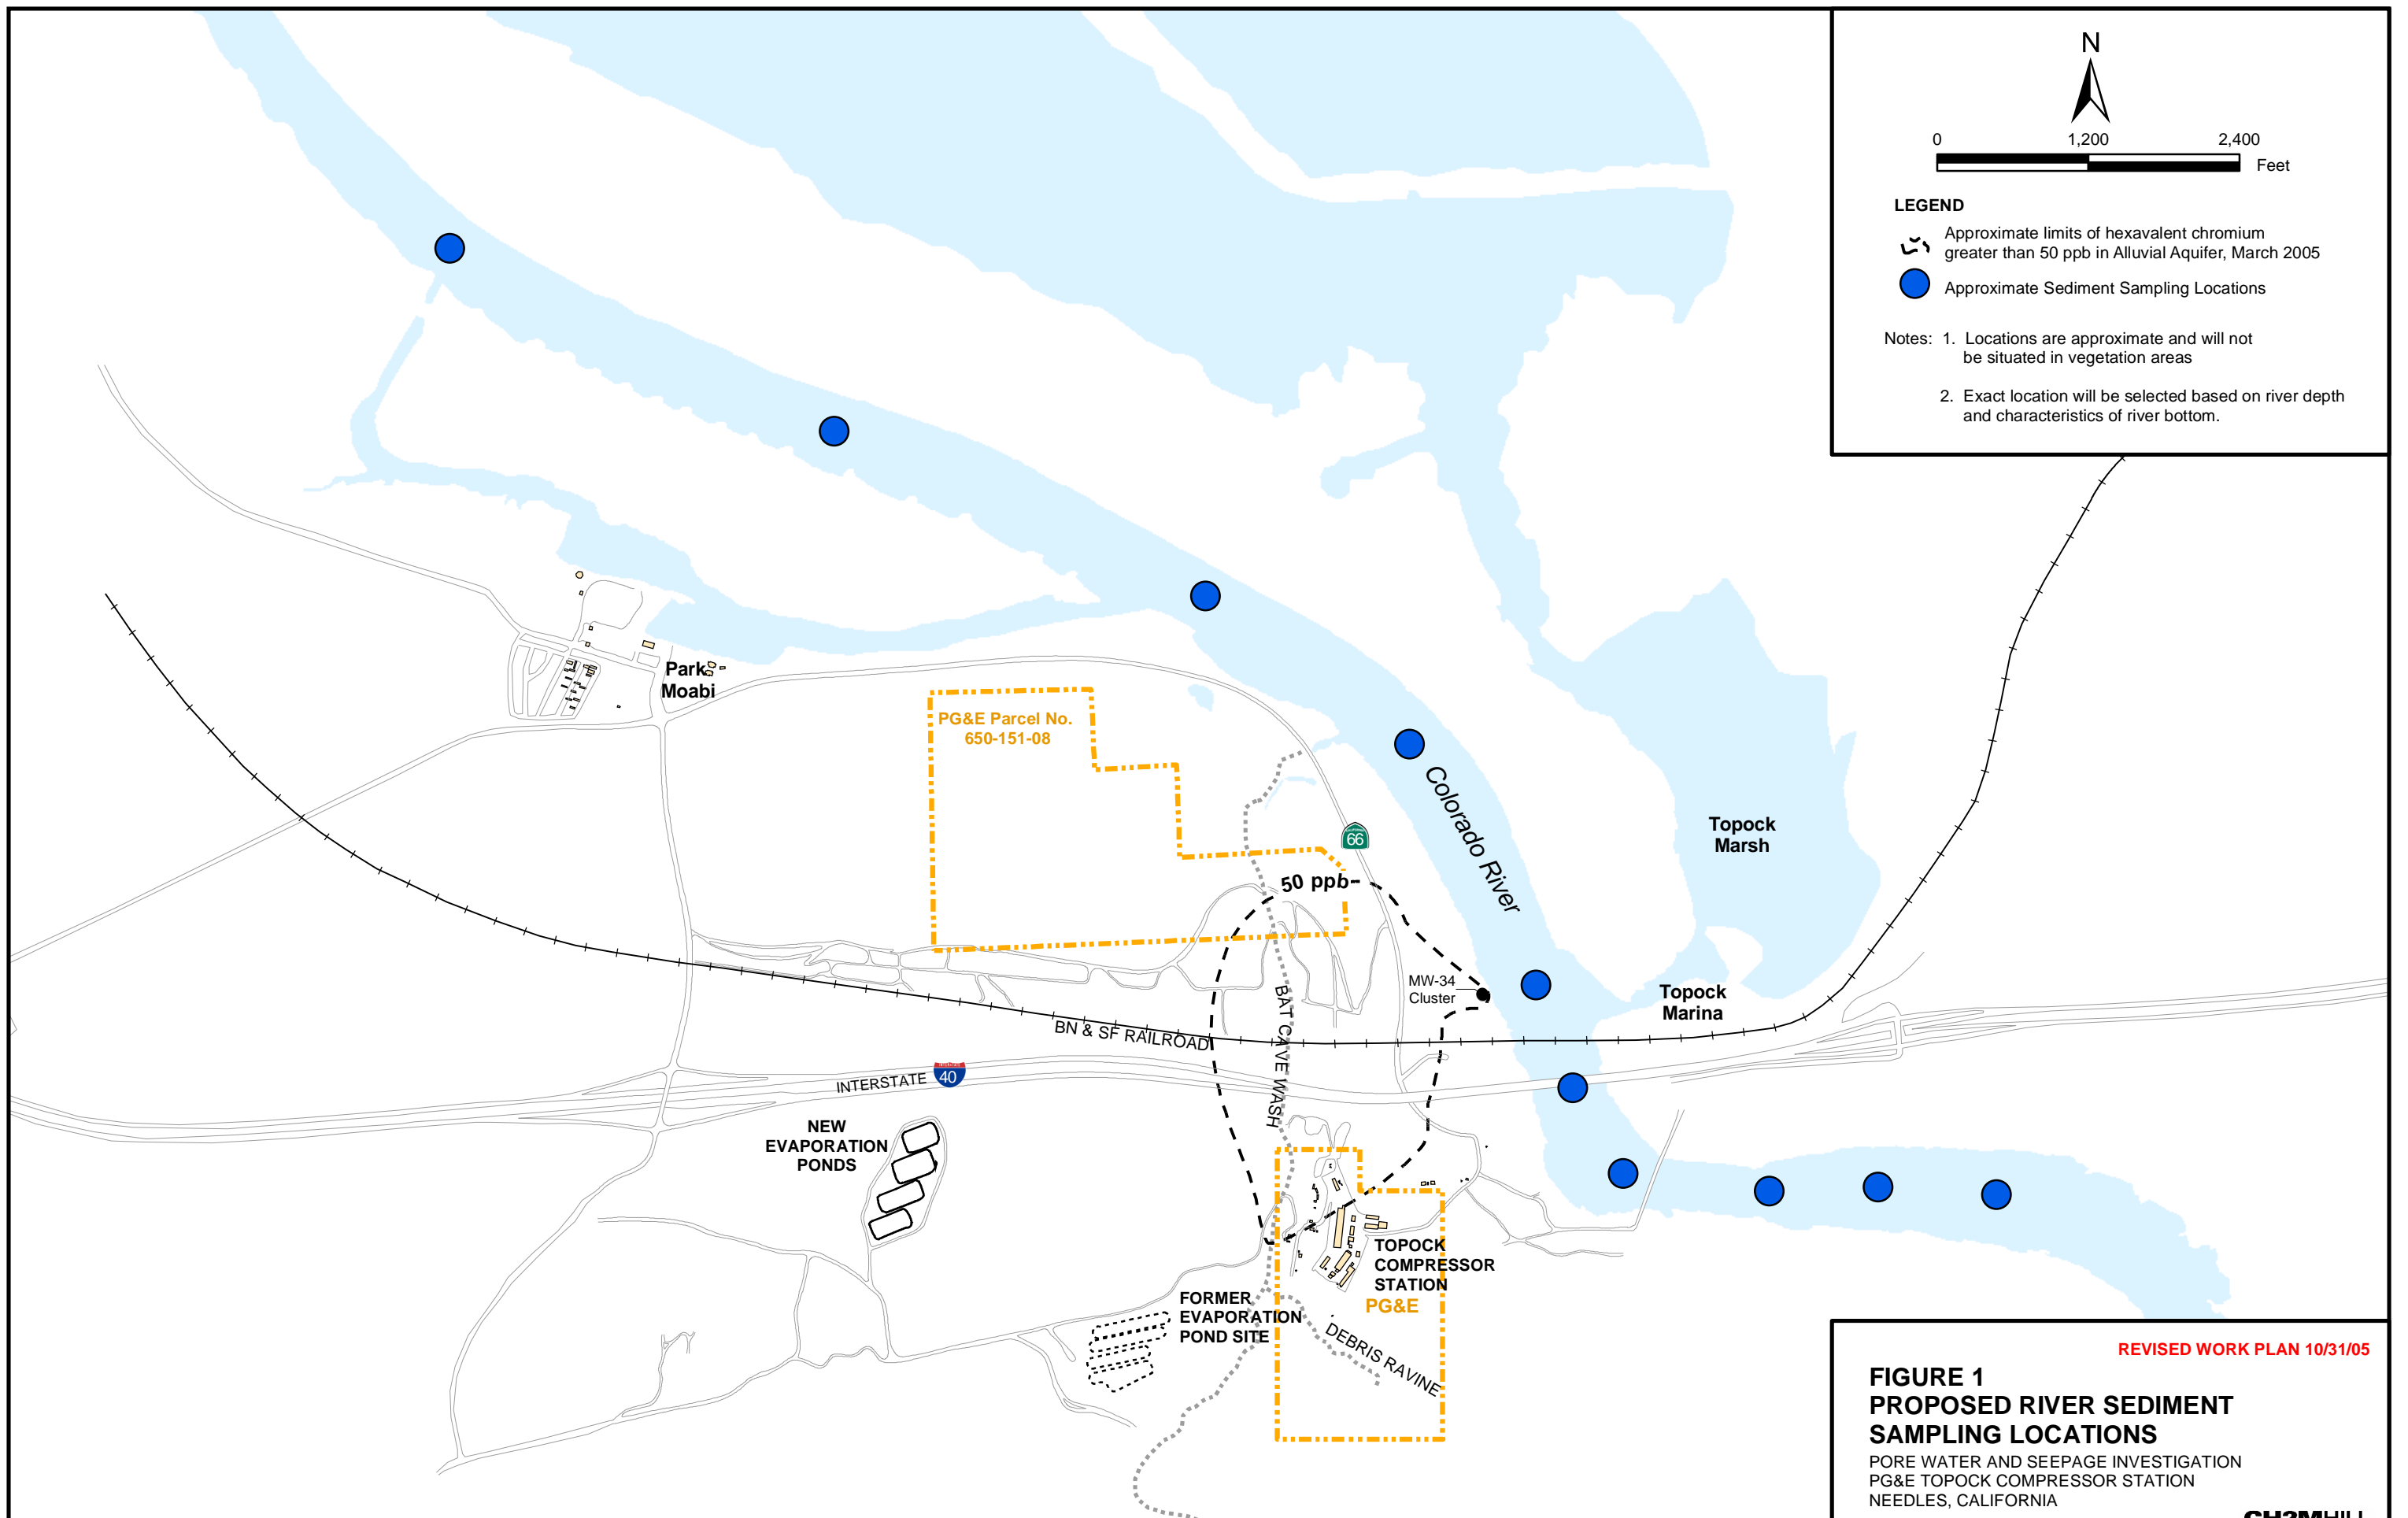 N
0 1,200 2,400
Feet
LEGEND
Approximate limits of hexavalent chromium
greater than 50 ppb in Alluvial Aquifer, March 2005
Approximate Sediment Sampling Locations
Notes: 1. Locations are approximate and will not
be situated in vegetation areas
2. Exact location will be selected based on river depth
and characteristics of river bottom.
Park
Moabi
PG&E Parcel No.
650-151-08
Colorado River
66
Topock
Marsh
50 ppb
MW-34
Cluster
Topock
Marina
BAT CAVE WASH
BN & SF RAILROAD
INTERSTATE 40
NEW
EVAPORATION
PONDS
TOPOCK
COMPRESSOR
STATION
PG&E
FORMER
EVAPORATION
POND SITE
DEBRIS RAVINE
REVISED WORK PLAN 10/31/05
FIGURE 1
PROPOSED RIVER SEDIMENT
SAMPLING LOCATIONS
PORE WATER AND SEEPAGE INVESTIGATION
PG&E TOPOCK COMPRESSOR STATION
NEEDLES, CALIFORNIA
CH2MHILL